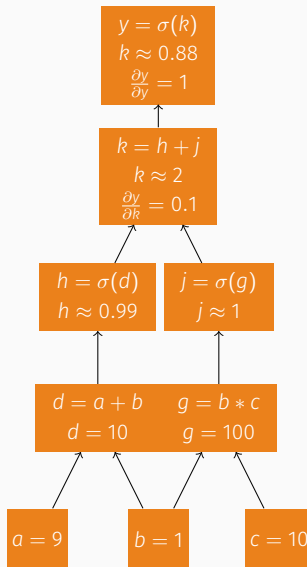 y = σ(k)
k ≈ 0.88
∂y/∂y = 1
k = h + j
k ≈ 2
∂y/∂k = 0.1
h = σ(d)
h ≈ 0.99
j = σ(g)
j ≈ 1
d = a + b
d = 10
g = b ∗ c
g = 100
a = 9
b = 1
c = 10